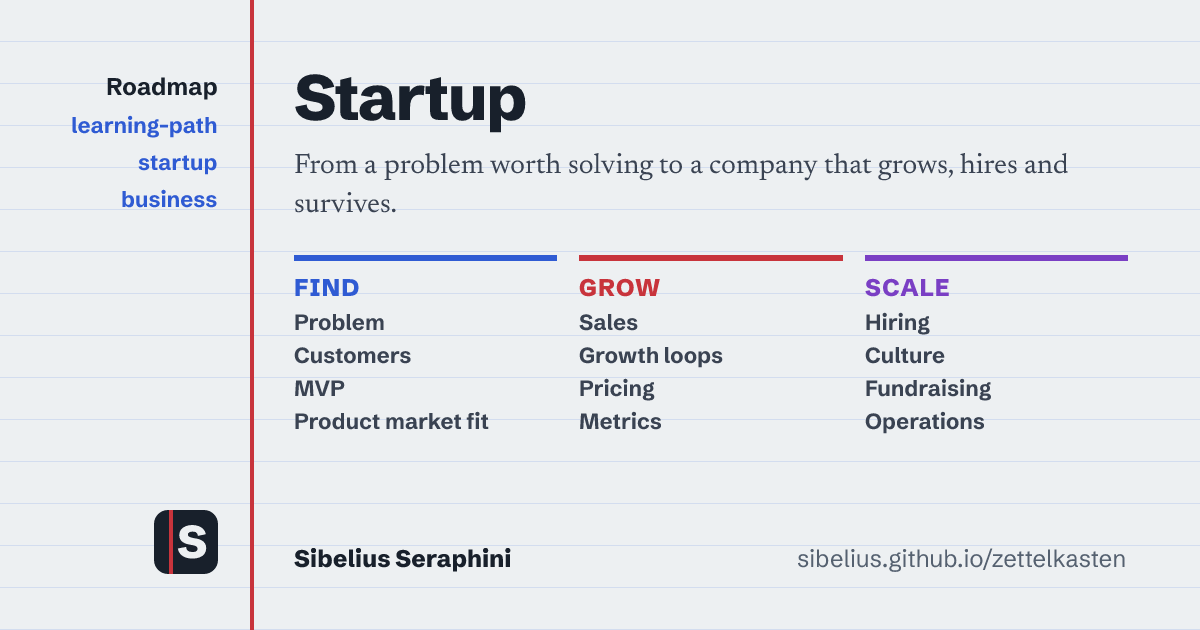 Roadmap
learning-path
startup
business
Startup
From a problem worth solving to a company that grows, hires and
survives.
FIND
Problem
Customers
MVP
Product market fit
GROW
Sales
Growth loops
Pricing
Metrics
SCALE
Hiring
Culture
Fundraising
Operations
S
Sibelius Seraphini
sibelius.github.io/zettelkasten